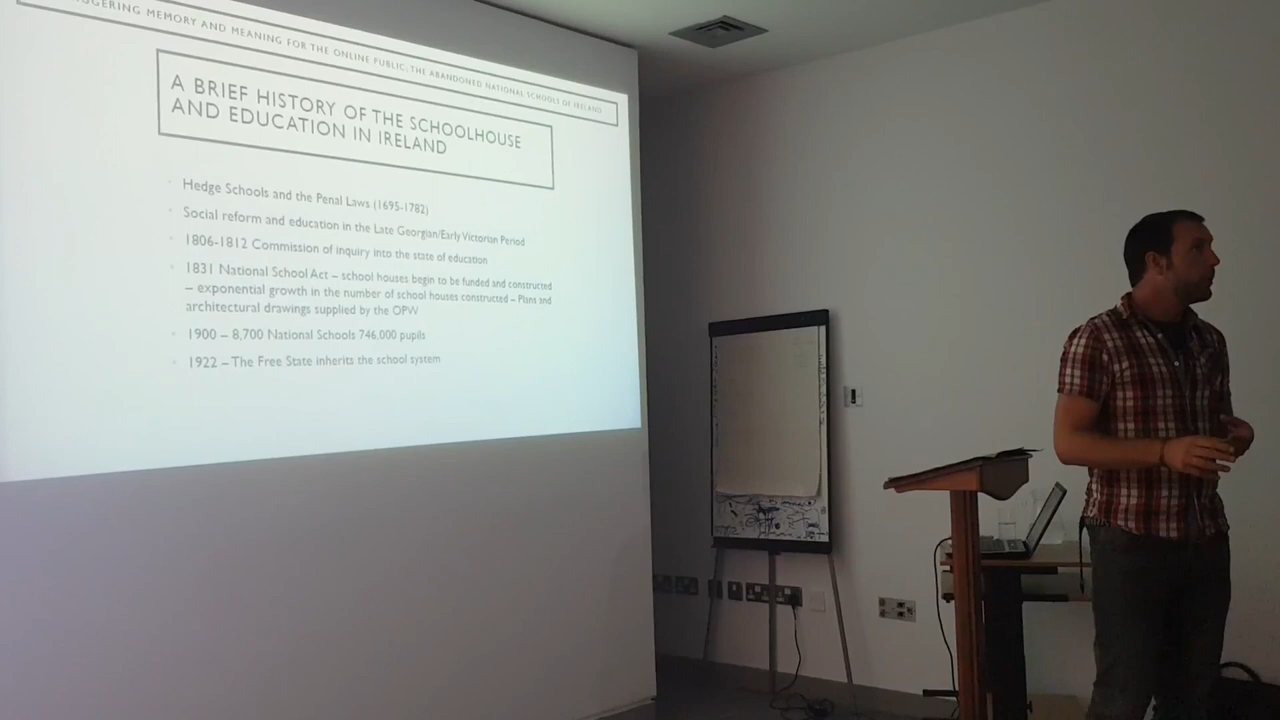 MEMORY AND MEANING FOR THE ONLINE PUBLIC, THE ABANDONED NATIONAL SCHOOLS OF IRELAND
A BRIEF HISTORY OF THE SCHOOLHOUSE
AND EDUCATION IN IRELAND
Hedge Schools and the Penal Laws (1695-1782)
Social reform and education in the Late Georgian/Early Victorian Period
1806-1812 Commission of inquiry into the state of education
1831 National School Act – school houses begin to be funded and constructed
– exponential growth in the number of school houses constructed – Plans and
architectural drawings supplied by the OPW
1900 – 8,700 National Schools 746,000 pupils
1922 – The Free State inherits the school system